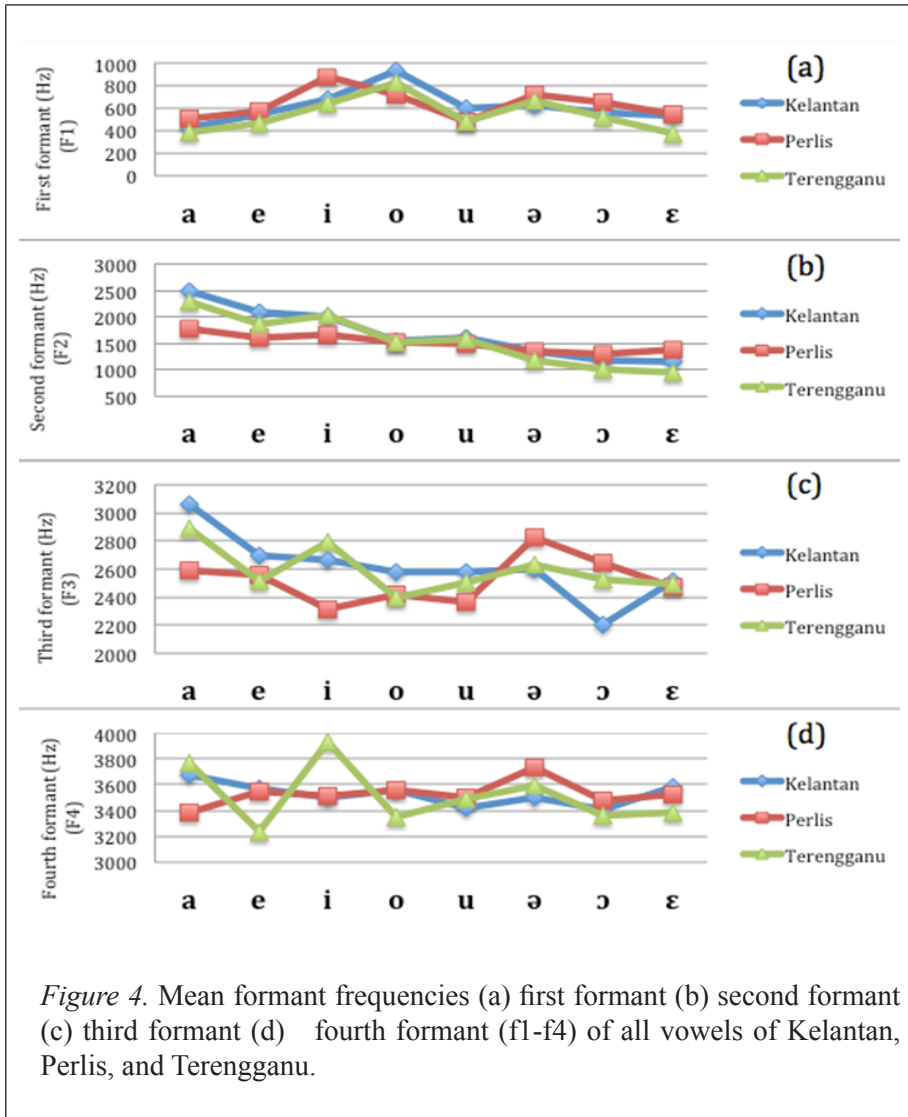 (a)
First formant (Hz)
(F1)
1000
800
600
400
200
0
a e i o u ə ɔ ɛ
Kelantan
Perlis
Terengganu
(b)
Second formant (Hz)
(F2)
3000
2500
2000
1500
1000
500
a e i o u ə ɔ ɛ
Kelantan
Perlis
Terengganu
(c)
Third formant (Hz)
(F3)
3200
3000
2800
2600
2400
2200
2000
a e i o u ə ɔ ɛ
Kelantan
Perlis
Terengganu
(d)
Fourth formant (Hz)
(F4)
4000
3800
3600
3400
3200
3000
a e i o u ə ɔ ɛ
Kelantan
Perlis
Terengganu
Figure 4. Mean formant frequencies (a) first formant (b) second formant
(c) third formant (d) fourth formant (f1-f4) of all vowels of Kelantan,
Perlis, and Terengganu.